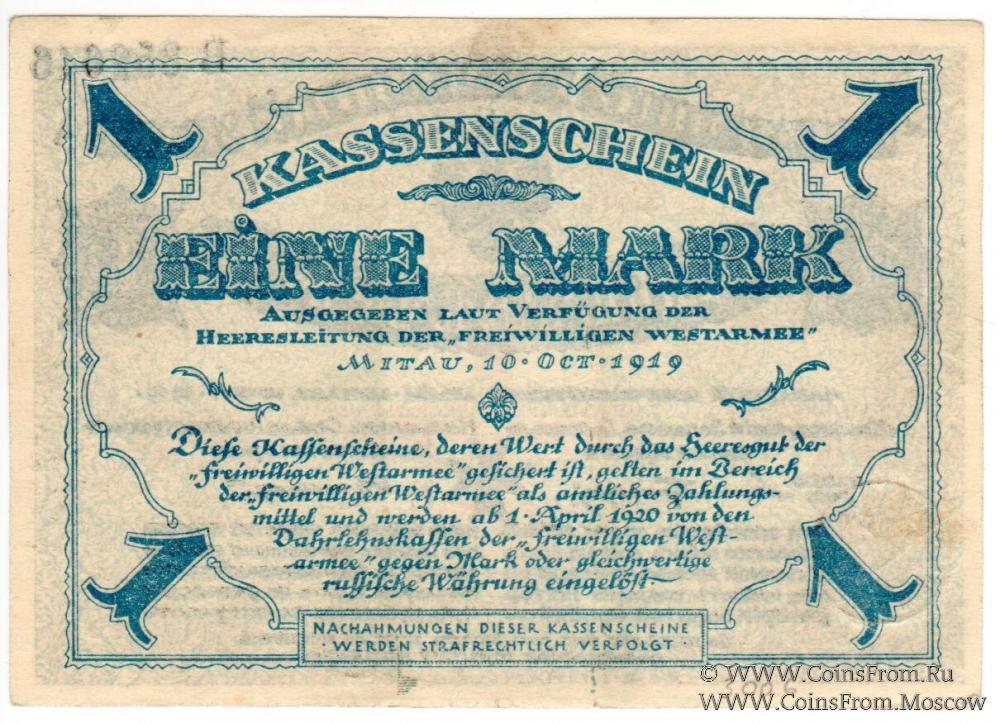 1 1
KASSENSCHEIN
EINE MARK
AUSGEGEBEN LAUT VERFÜGUNG DER
HEERESLEITUNG DER „FREIWILLIGEN WESTARMEE"
MITAU, 10·OCT·1919
Diese Kassenscheine, deren Wert durch das Heeresgut der
„freiwilligen Westarmee" gesichert ist, gelten im Bereich
der „freiwilligen Westarmee" als amtliches Zahlungs-
mittel und werden ab 1·April 1920 von den
Darlehnskassen der „freiwilligen West-
armee" gegen Mark oder gleichwertige
russische Währung eingelöst–
1 1
NACHAHMUNGEN DIESER KASSENSCHEINE
·WERDEN STRAFRECHTLICH VERFOLGT·
© WWW.COINSFROM.RU
WWW.COINSFROM.MOSCOW